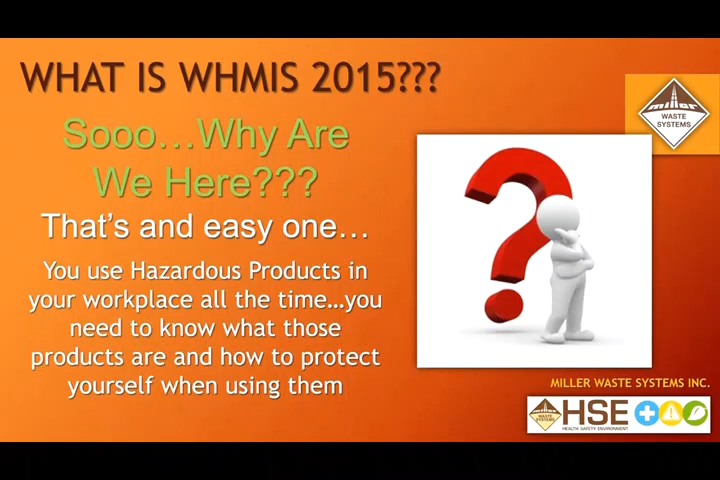 WHAT IS WHMIS 2015???
Sooo...Why Are
We Here???
That's and easy one...
You use Hazardous Products in
your workplace all the time...you
need to know what those
products are and how to protect
yourself when using them
miller
WASTE
SYSTEMS
MILLER WASTE SYSTEMS INC.
WASTE
SYSTEMS
HSE
HEALTH SAFETY ENVIRONMENT